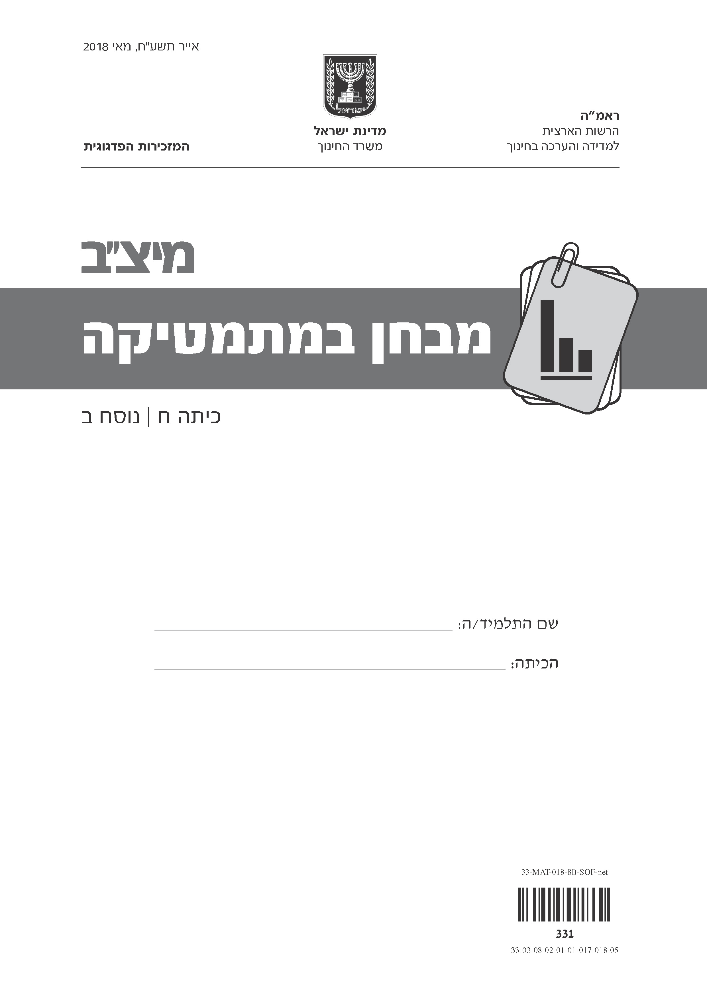 אייר תשע"ח, מאי 2018
ישראל
ראמ"ה
הרשות הארצית
למדידה והערכה בחינוך
מדינת ישראל
משרד החינוך
המזכירות הפדגוגית
מיצ"ב
מבחן במתמטיקה
כיתה ח | נוסח ב
שם התלמיד/ה:
הכיתה:
33-MAT-018-8B-SOF-net
331
33-03-08-02-01-01-017-018-05